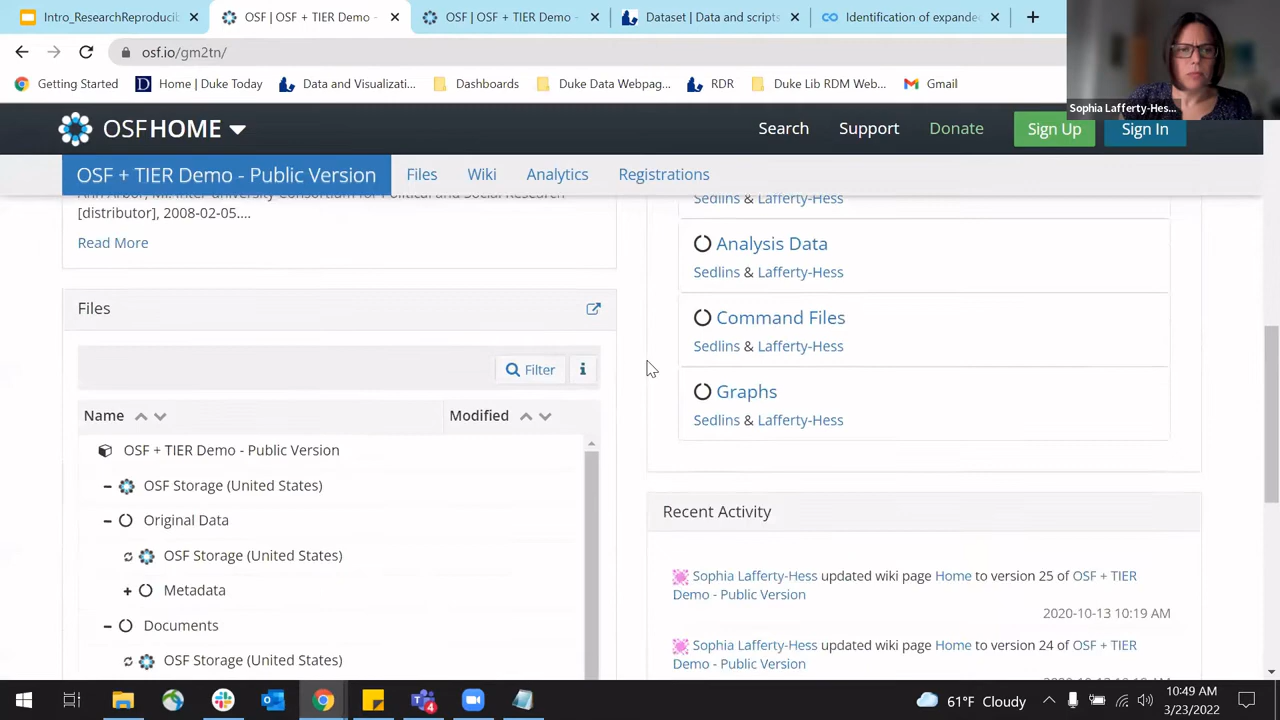 Intro_ResearchReproducib
OSF | OSF + TIER Demo -
OSF | OSF + TIER Demo -
Dataset | Data and scripts
Identification of expande
osf.io/gm2tn/
Getting Started
Home | Duke Today
Data and Visualizati...
Dashboards
Duke Data Webpag...
RDR
Duke Lib RDM Web...
Gmail
Sophia Lafferty-Hes...
OSFHOME
Search
Support
Donate
Sign Up
Sign In
OSF + TIER Demo - Public Version
Files
Wiki
Analytics
Registrations
[distributor], 2008-02-05....
Read More
Files
Filter
i
Name
Modified
OSF + TIER Demo - Public Version
OSF Storage (United States)
Original Data
OSF Storage (United States)
Metadata
Documents
OSF Storage (United States)
Sedlins & Lafferty-Hess
Analysis Data
Sedlins & Lafferty-Hess
Command Files
Sedlins & Lafferty-Hess
Graphs
Sedlins & Lafferty-Hess
Recent Activity
Sophia Lafferty-Hess updated wiki page Home to version 25 of OSF + TIER
Demo - Public Version
2020-10-13 10:19 AM
Sophia Lafferty-Hess updated wiki page Home to version 24 of OSF + TIER
Demo - Public Version
61°F Cloudy
10:49 AM
3/23/2022